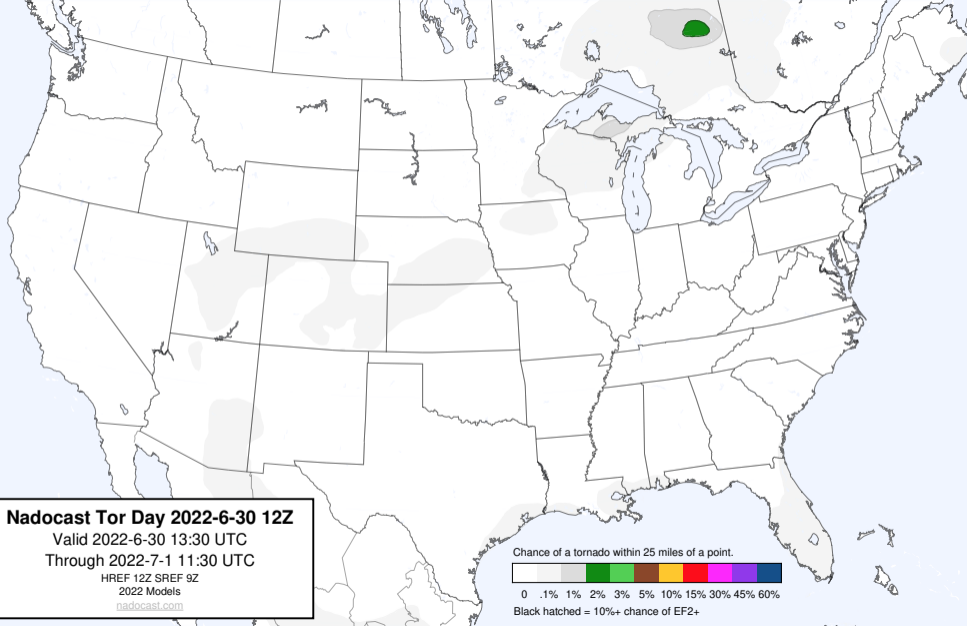 Nadocast Tor Day 2022-6-30 12Z
Valid 2022-6-30 13:30 UTC
Through 2022-7-1 11:30 UTC
HREF 12Z SREF 9Z
2022 Models
nadocast.com
Chance of a tornado within 25 miles of a point.
0 .1% 1% 2% 3% 5% 10% 15% 30% 45% 60%
Black hatched = 10%+ chance of EF2+